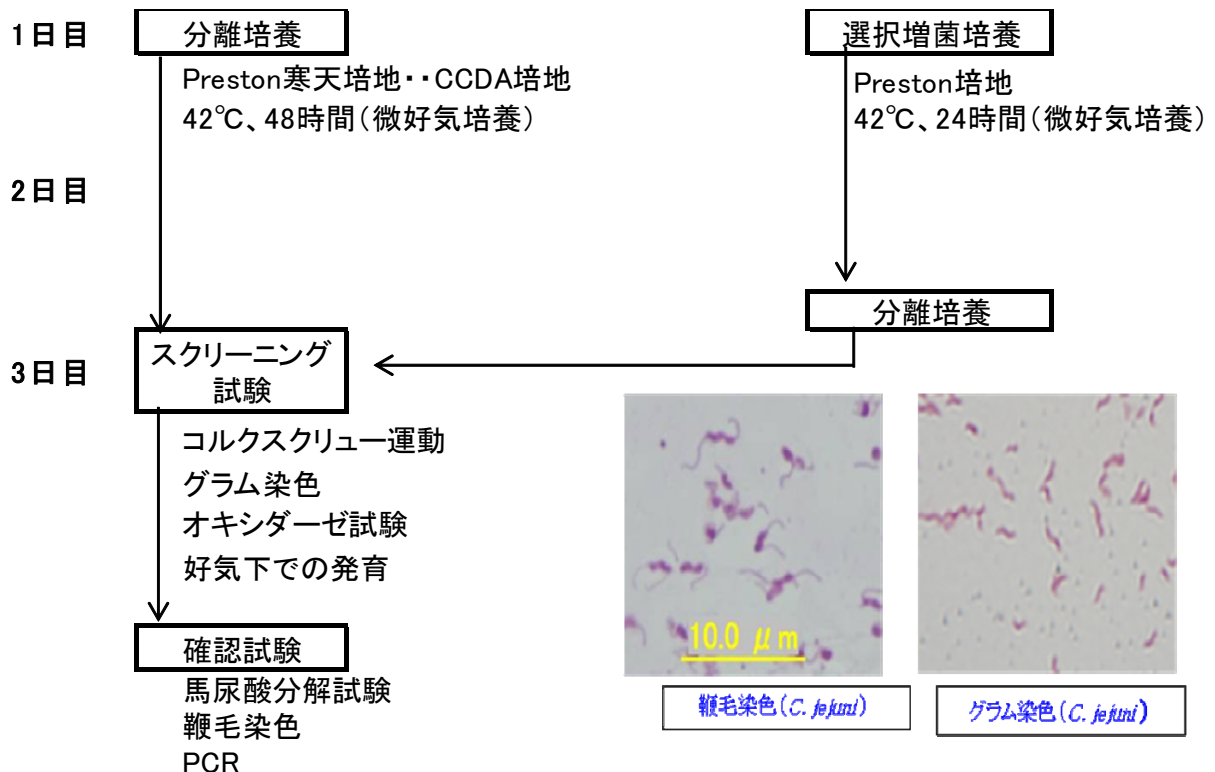 1日目
分離培養
Preston寒天培地・・CCDA培地
42℃、48時間（微好気培養）
選択増菌培養
Preston培地
42℃、24時間（微好気培養）
2日目
分離培養
3日目
スクリーニング
試験
コルクスクリュー運動
グラム染色
オキシダーゼ試験
好気下での発育
確認試験
馬尿酸分解試験
鞭毛染色
PCR
10.0 μm
鞭毛染色(C. jejuni)
グラム染色(C. jejuni)